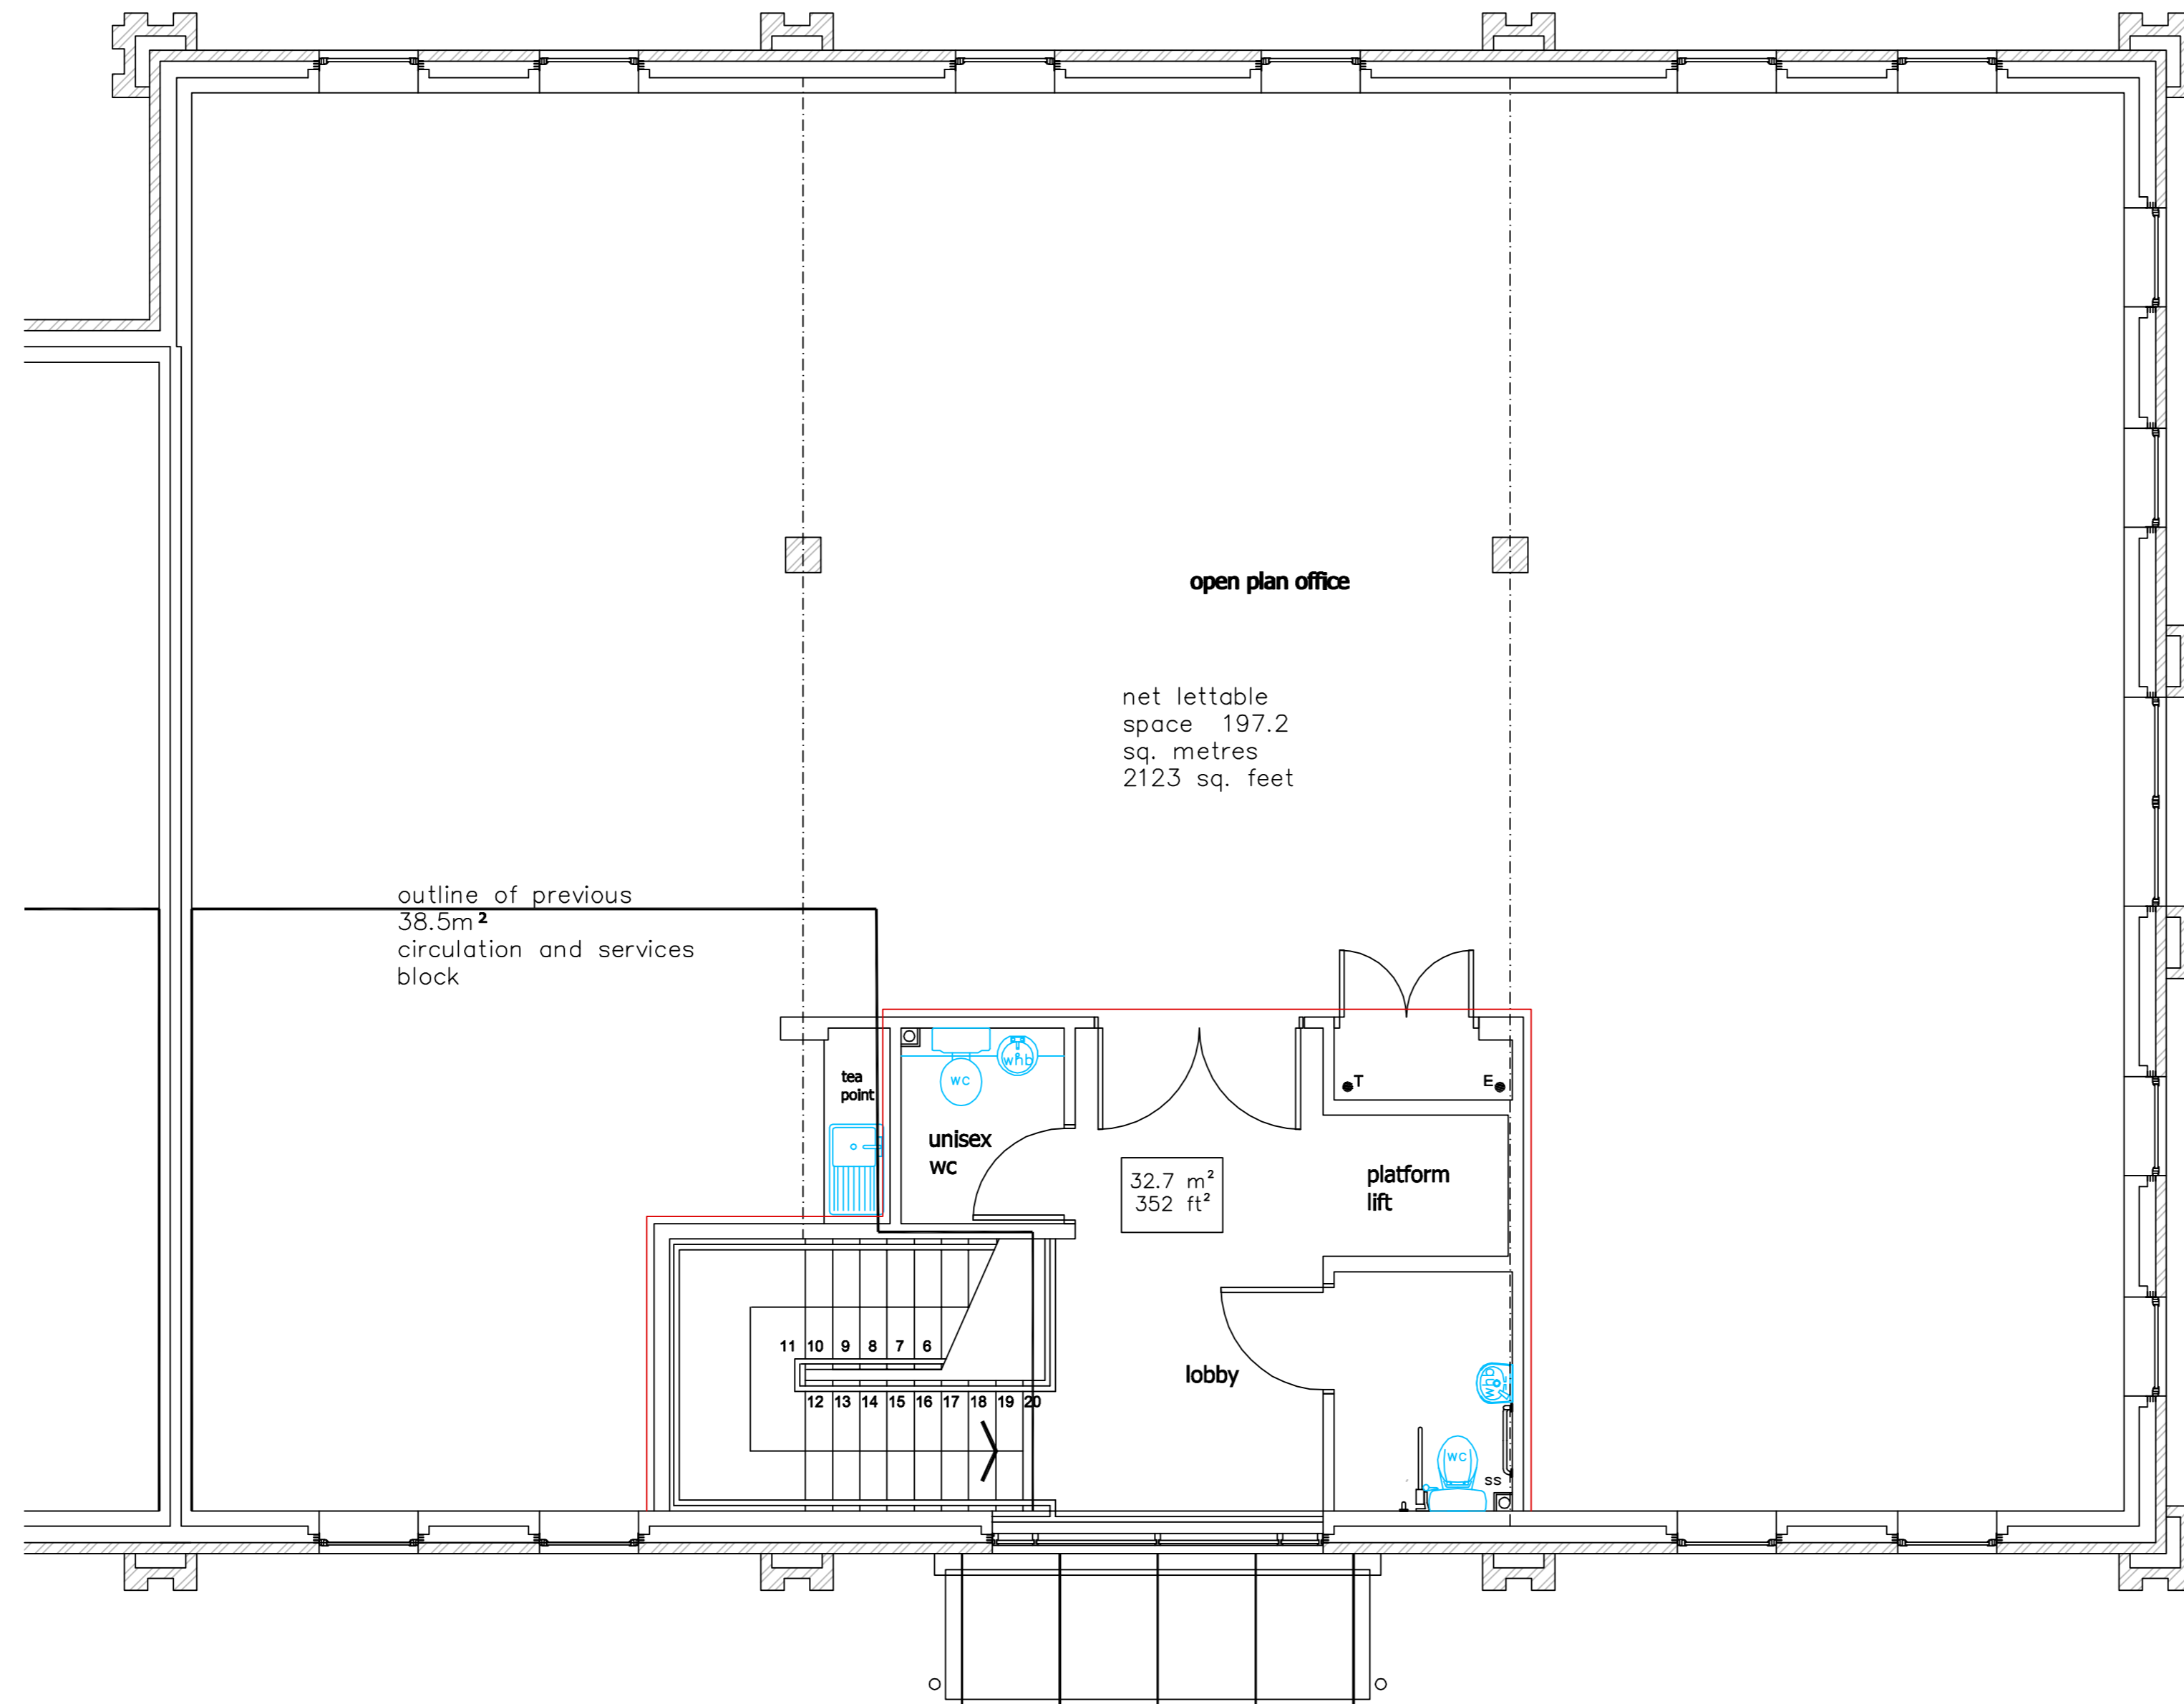 open plan office
net lettable
space 197.2
sq. metres
2123 sq. feet
outline of previous
38.5m²
circulation and services
block
tea
point
WC
whb
T
E
unisex
wc
32.7 m²
352 ft²
platform
lift
11 10 9 8 7 6
12 13 14 15 16 17 18 19 20
lobby
whb
WC
SS